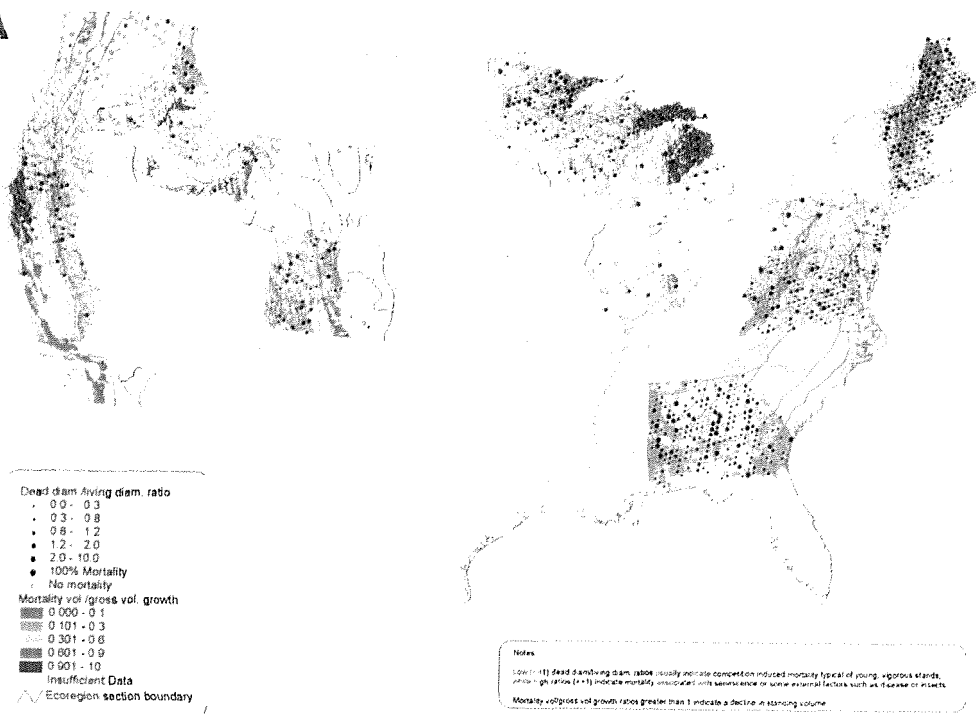 A
Dead diam./living diam. ratio
0.0 - 0.3
0.3 - 0.8
0.8 - 1.2
1.2 - 2.0
2.0 - 10.0
100% Mortality
No mortality
Mortality vol /gross vol. growth
0.000 - 0.1
0.101 - 0.3
0.301 - 0.6
0.601 - 0.9
0.901 - 10
Insufficient Data
Ecoregion section boundary
Notes
Low (<1) dead diam/living diam. ratios usually indicate competition induced mortality typical of young, vigorous stands,
while high ratios (>1) indicate mortality associated with senescence or some external factors such as disease or insects.
Mortality vol/gross vol growth ratios greater than 1 indicate a decline in standing volume